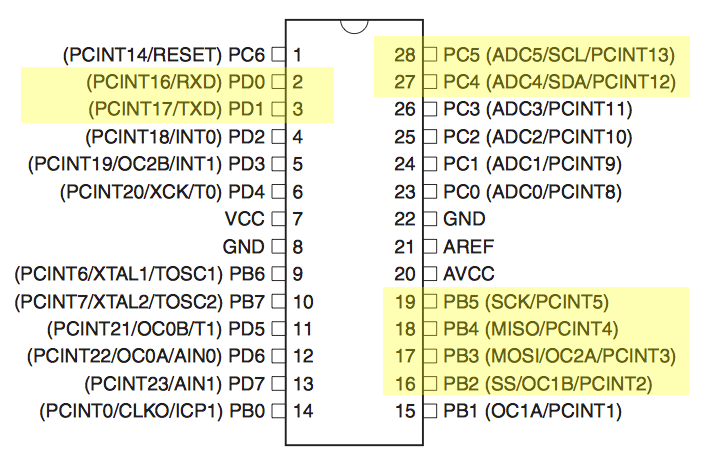 (PCINT14/RESET) PC6 1 28 PC5 (ADC5/SCL/PCINT13)
(PCINT16/RXD) PD0 2 27 PC4 (ADC4/SDA/PCINT12)
(PCINT17/TXD) PD1 3 26 PC3 (ADC3/PCINT11)
(PCINT18/INT0) PD2 4 25 PC2 (ADC2/PCINT10)
(PCINT19/OC2B/INT1) PD3 5 24 PC1 (ADC1/PCINT9)
(PCINT20/XCK/T0) PD4 6 23 PC0 (ADC0/PCINT8)
VCC 7 22 GND
GND 8 21 AREF
(PCINT6/XTAL1/TOSC1) PB6 9 20 AVCC
(PCINT7/XTAL2/TOSC2) PB7 10 19 PB5 (SCK/PCINT5)
(PCINT21/OC0B/T1) PD5 11 18 PB4 (MISO/PCINT4)
(PCINT22/OC0A/AIN0) PD6 12 17 PB3 (MOSI/OC2A/PCINT3)
(PCINT23/AIN1) PD7 13 16 PB2 (SS/OC1B/PCINT2)
(PCINT0/CLKO/ICP1) PB0 14 15 PB1 (OC1A/PCINT1)